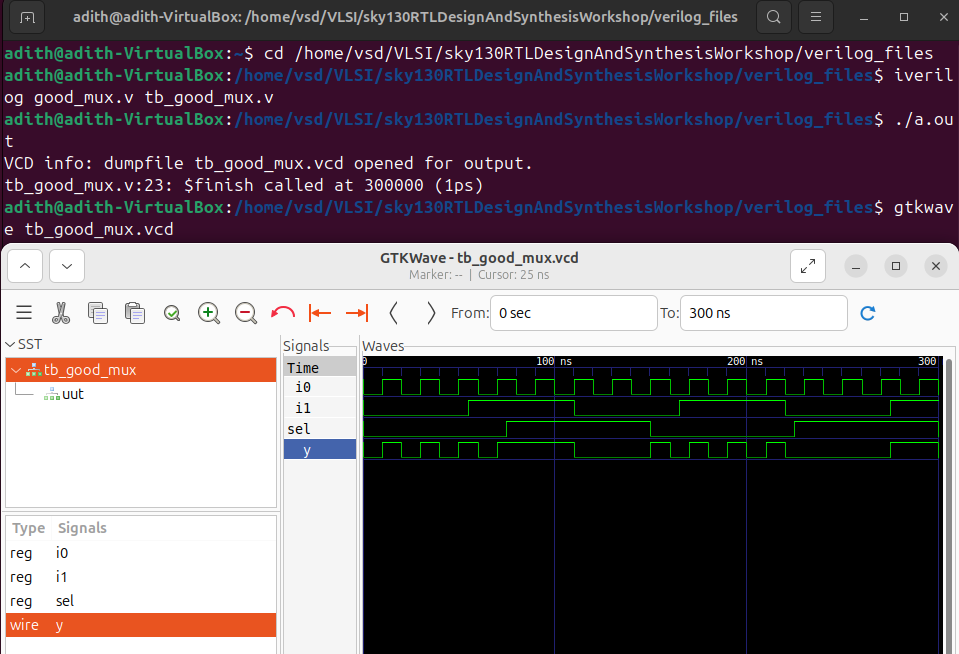 adith@adith-VirtualBox: /home/vsd/VLSI/sky130RTLDesignAndSynthesisWorkshop/verilog_files
adith@adith-VirtualBox:~$ cd /home/vsd/VLSI/sky130RTLDesignAndSynthesisWorkshop/verilog_files
adith@adith-VirtualBox:/home/vsd/VLSI/sky130RTLDesignAndSynthesisWorkshop/verilog_files$ iveril
og good_mux.v tb_good_mux.v
adith@adith-VirtualBox:/home/vsd/VLSI/sky130RTLDesignAndSynthesisWorkshop/verilog_files$ ./a.ou
t
VCD info: dumpfile tb_good_mux.vcd opened for output.
tb_good_mux.v:23: $finish called at 300000 (1ps)
adith@adith-VirtualBox:/home/vsd/VLSI/sky130RTLDesignAndSynthesisWorkshop/verilog_files$ gtkwav
e tb_good_mux.vcd
GTKWave - tb_good_mux.vcd
Marker: -- | Cursor: 25 ns
From: 0 sec To: 300 ns
SST
tb_good_mux
uut
Type Signals
reg i0
reg i1
reg sel
wire y
Signals
Time
i0
i1
sel
y
Waves
0 100 ns 200 ns 300